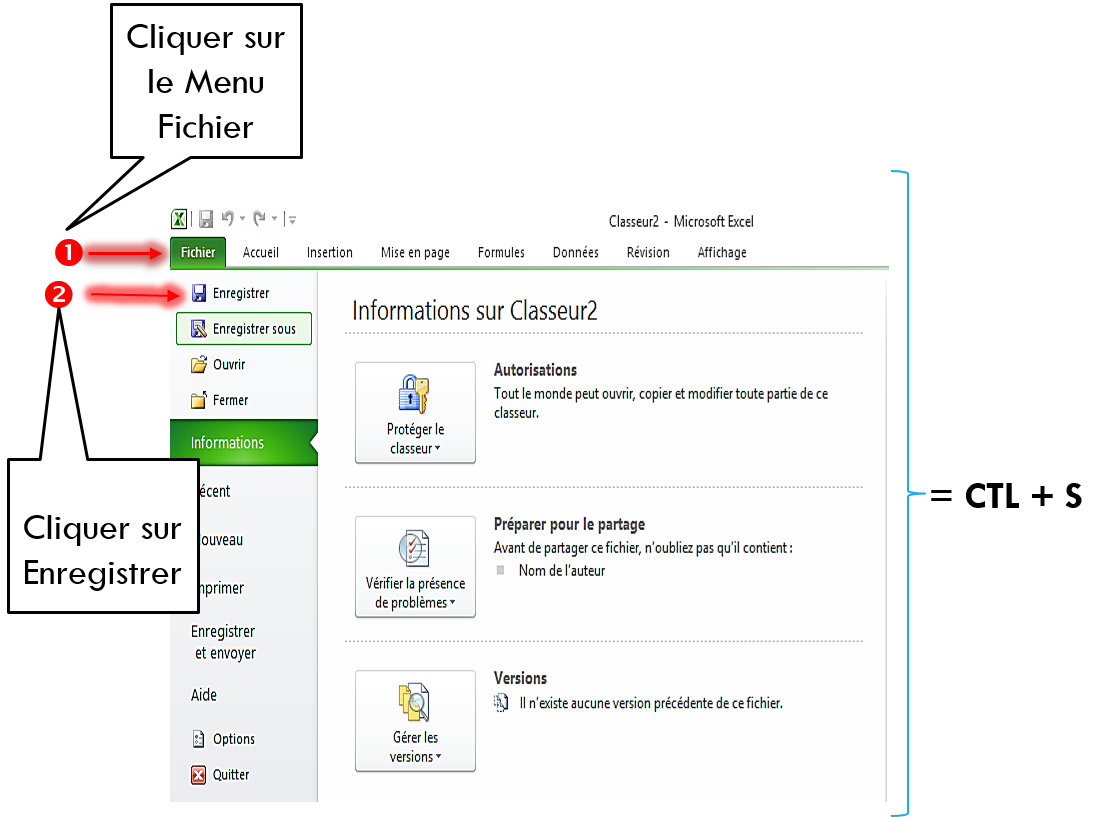 Cliquer sur
le Menu
Fichier
Classeur2 - Microsoft Excel
1
Fichier Accueil Insertion Mise en page Formules Données Révision Affichage
2
Enregistrer
Enregistrer sous
Ouvrir
Fermer
Informations
écent
ouveau
mprimer
Enregistrer
et envoyer
Aide
Options
Quitter
Cliquer sur
Enregistrer
Informations sur Classeur2
Protéger le
classeur
Autorisations
Tout le monde peut ouvrir, copier et modifier toute partie de ce
classeur.
Vérifier la présence
de problèmes
Préparer pour le partage
Avant de partager ce fichier, n'oubliez pas qu'il contient :
Nom de l'auteur
Gérer les
versions
Versions
Il n'existe aucune version précédente de ce fichier.
= CTL + S